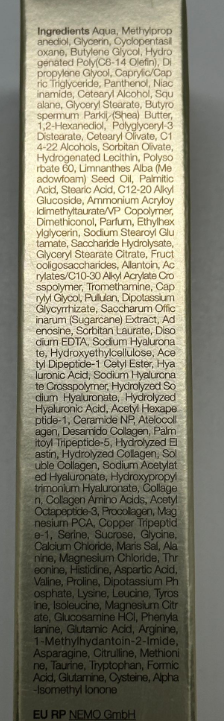 Ingredients Aqua, Methylprop
anediol, Glycerin, Cyclopentasil
oxane, Butylene Glycol, Hydro
genated Poly(C6-14 Olefin), Di
propylene Glycol, Caprylic/Cap
ric Triglyceride, Panthenol, Niac
inamide, Cetearyl Alcohol, Squ
alane, Glyceryl Stearate, Butyro
spermum Parkii (Shea) Butter,
1,2-Hexanediol, Polyglyceryl-3
Distearate, Cetearyl Olivate, C1
4-22 Alcohols, Sorbitan Olivate,
Hydrogenated Lecithin, Polyso
rbate 60, Limnanthes Alba (Me
adowfoam) Seed Oil, Palmitic
Acid, Stearic Acid, C12-20 Alkyl
Glucoside, Ammonium Acryloy
ldimethyltaurate/VP Copolymer,
Dimethiconol, Parfum, Ethylhex
ylglycerin, Sodium Stearoyl Glu
tamate, Saccharide Hydrolysate,
Glyceryl Stearate Citrate, Fruct
ooligosaccharides, Allantoin, Ac
rylates/C10-30 Alkyl Acrylate Cro
sspolymer, Tromethamine, Cap
rylyl Glycol, Pullulan, Dipotassium
Glycyrrhizate, Saccharum Offic
inarum (Sugarcane) Extract, Ad
enosine, Sorbitan Laurate, Diso
dium EDTA, Sodium Hyalurona
te, Hydroxyethylcellulose, Ace
tyl Dipeptide-1 Cetyl Ester, Hya
luronic Acid, Sodium Hyalurona
te Crosspolymer, Hydrolyzed So
dium Hyaluronate, Hydrolyzed
Hyaluronic Acid, Acetyl Hexape
ptide-1, Ceramide NP, Atelocoll
agen, Desamido Collagen, Palm
itoyl Tripeptide-5, Hydrolyzed El
astin, Hydrolyzed Collagen, Sol
uble Collagen, Sodium Acetylat
ed Hyaluronate, Hydroxypropyl
trimonium Hyaluronate, Collage
n, Collagen Amino Acids, Acetyl
Octapeptide-3, Procollagen, Mag
nesium PCA, Copper Tripeptid
e-1, Serine, Sucrose, Glycine,
Calcium Chloride, Maris Sal, Ala
nine, Magnesium Chloride, Thr
eonine, Histidine, Aspartic Acid,
Valine, Proline, Dipotassium Ph
osphate, Lysine, Leucine, Tyros
ine, Isoleucine, Magnesium Citr
ate, Glucosamine HCl, Phenyla
lanine, Glutamic Acid, Arginine,
1-Methylhydantoin-2-Imide,
Asparagine, Citrulline, Methioni
ne, Taurine, Tryptophan, Formic
Acid, Glutamine, Cysteine, Alpha
-Isomethyl Ionone
EU RP NEMO GmbH